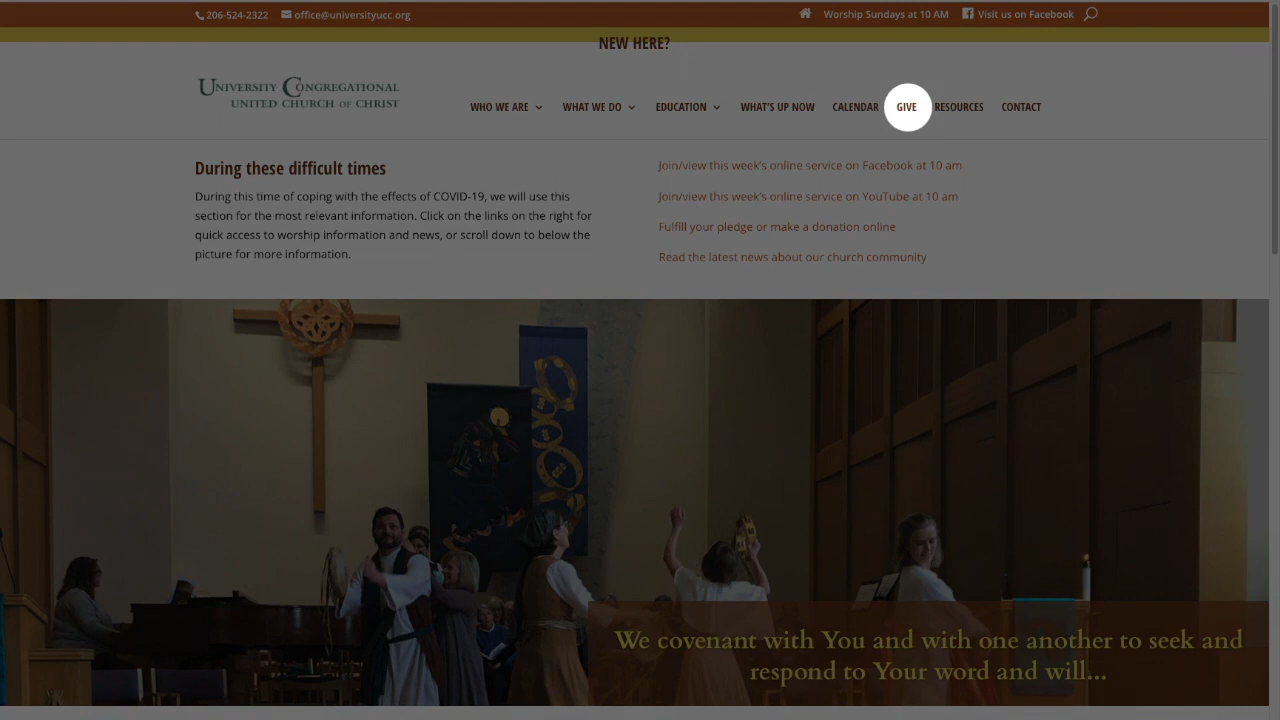 206-524-2322
office@universityucc.org
Worship Sundays at 10 AM
Visit us on Facebook
NEW HERE?
UNIVERSITY CONGREGATIONAL
UNITED CHURCH OF CHRIST
WHO WE ARE
WHAT WE DO
EDUCATION
WHAT'S UP NOW
CALENDAR
GIVE
RESOURCES
CONTACT
During these difficult times
During this time of coping with the effects of COVID-19, we will use this
section for the most relevant information. Click on the links on the right for
quick access to worship information and news, or scroll down to below the
picture for more information.
Join/view this week's online service on Facebook at 10 am
Join/view this week's online service on YouTube at 10 am
Fulfill your pledge or make a donation online
Read the latest news about our church community
We covenant with You and with one another to seek and
respond to Your word and will...